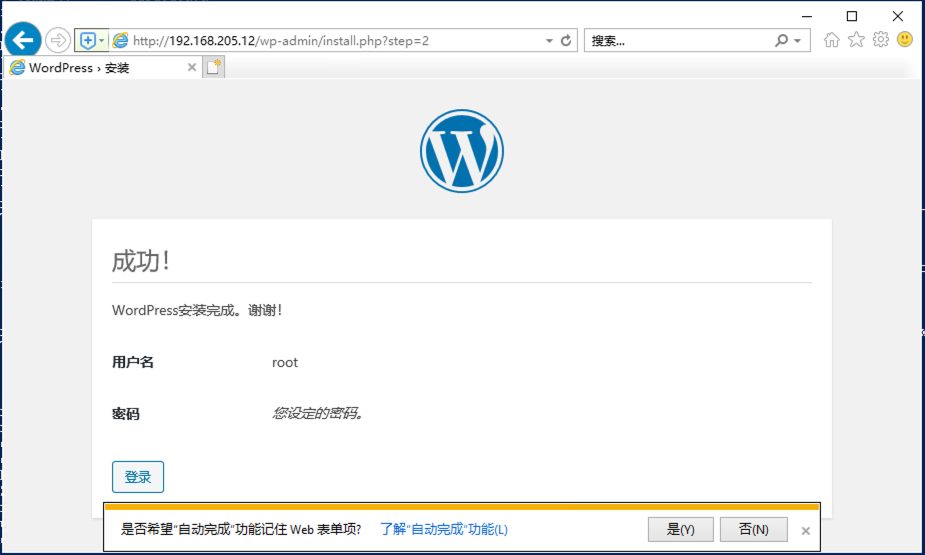 http://192.168.205.12/wp-admin/install.php?step=2
搜索...
WordPress › 安装
W
成功！
WordPress安装完成。谢谢！
用户名 root
密码 您设定的密码。
登录
是否希望“自动完成”功能记住 Web 表单项? 了解“自动完成”功能(L) 是(Y) 否(N)